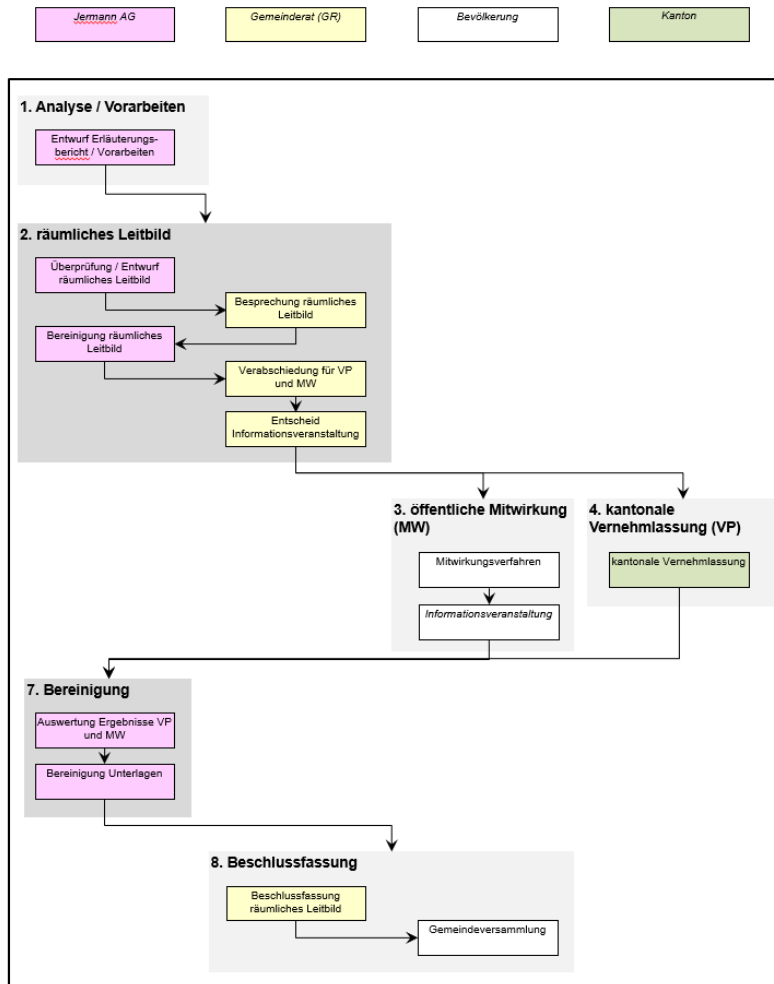 Jermann AG
Gemeinderat (GR)
Bevölkerung
Kanton
1. Analyse / Vorarbeiten
Entwurf Erläuterungs-
bericht / Vorarbeiten
2. räumliches Leitbild
Überprüfung / Entwurf
räumliches Leitbild
Besprechung räumliches
Leitbild
Bereinigung räumliches
Leitbild
Verabschiedung für VP
und MW
Entscheid
Informationsveranstaltung
3. öffentliche Mitwirkung
(MW)
Mitwirkungsverfahren
Informationsveranstaltung
4. kantonale
Vernehmlassung (VP)
kantonale Vernehmlassung
7. Bereinigung
Auswertung Ergebnisse VP
und MW
Bereinigung Unterlagen
8. Beschlussfassung
Beschlussfassung
räumliches Leitbild
Gemeindeversammlung